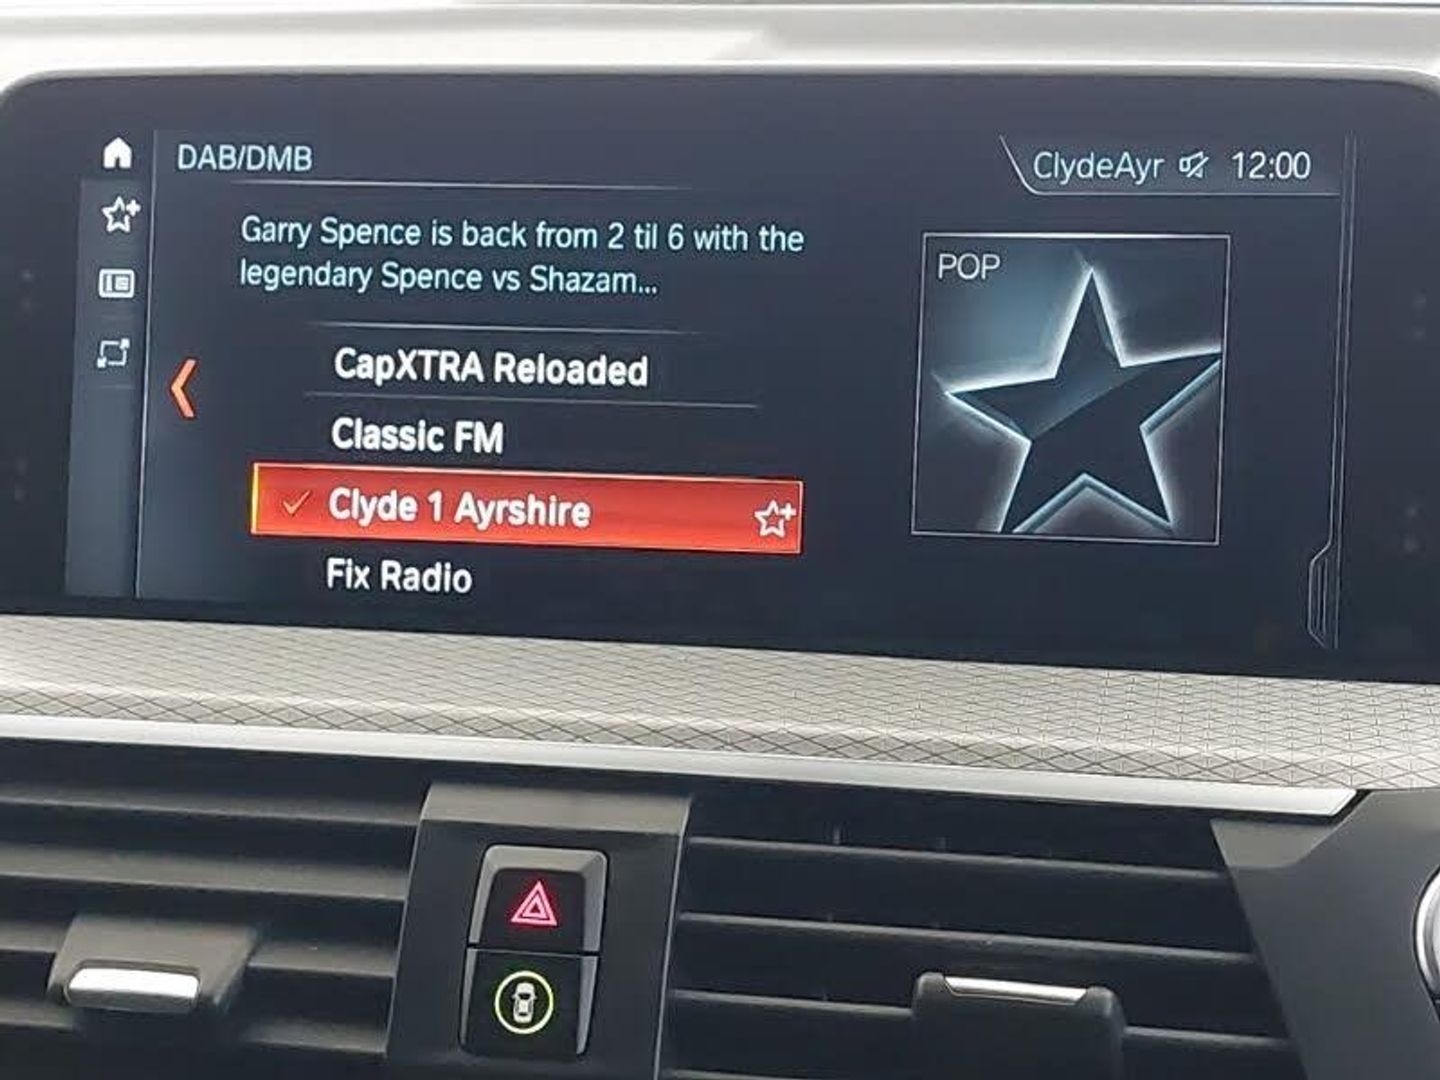 DAB/DMB
ClydeAyr 12:00
Garry Spence is back from 2 til 6 with the
legendary Spence vs Shazam...
POP
CapXTRA Reloaded
Classic FM
Clyde 1 Ayrshire
Fix Radio